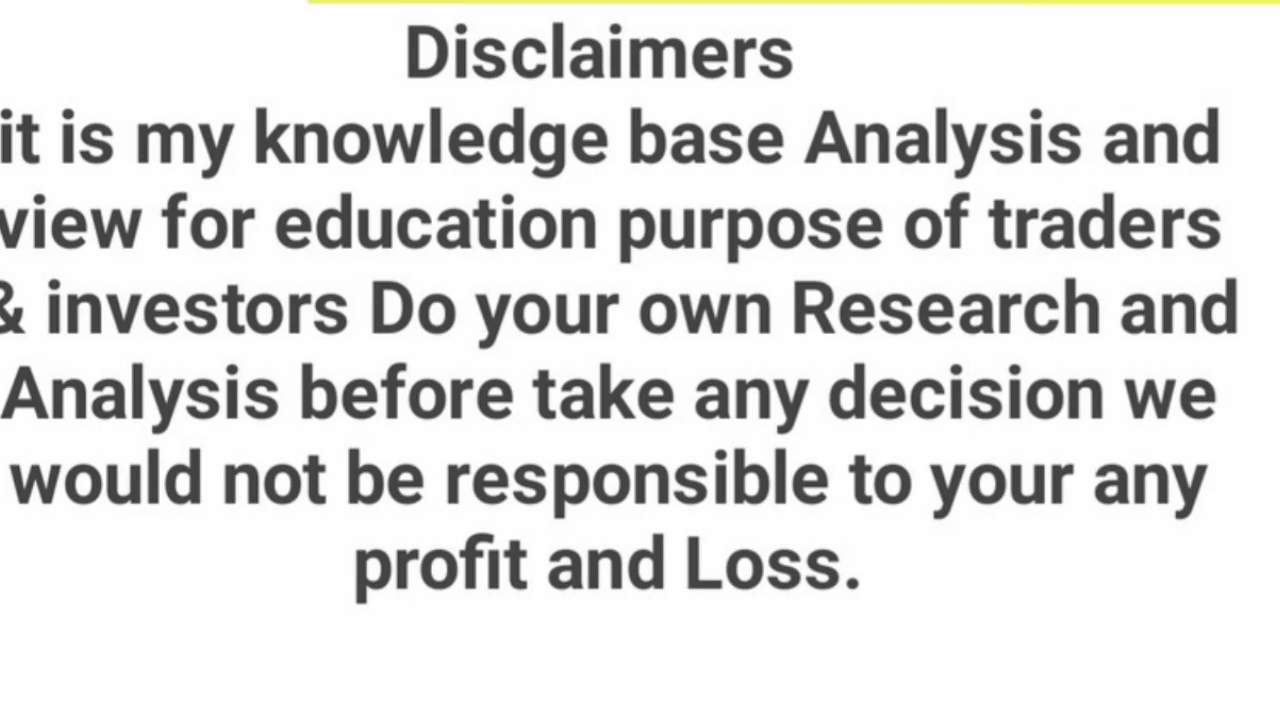 Disclaimers
it is my knowledge base Analysis and
view for education purpose of traders
& investors Do your own Research and
Analysis before take any decision we
would not be responsible to your any
profit and Loss.